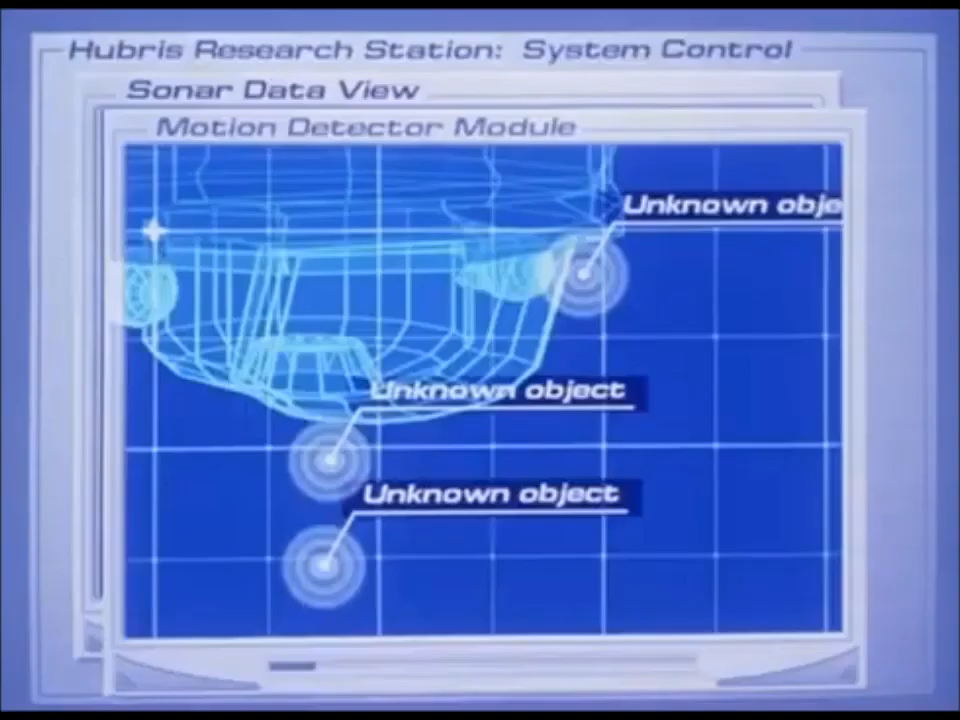 Hubris Research Station: System Control
Sonar Data View
Motion Detector Module
Unknown obje
Unknown object
Unknown object